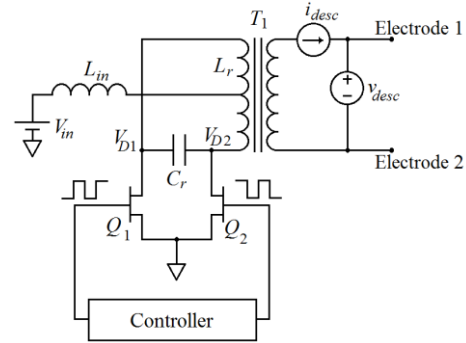 T1
idesc
Electrode 1
Lin
Lr
+
vdesc
−
Vin
VD1
VD2
Cr
Electrode 2
Q1
Q2
Controller